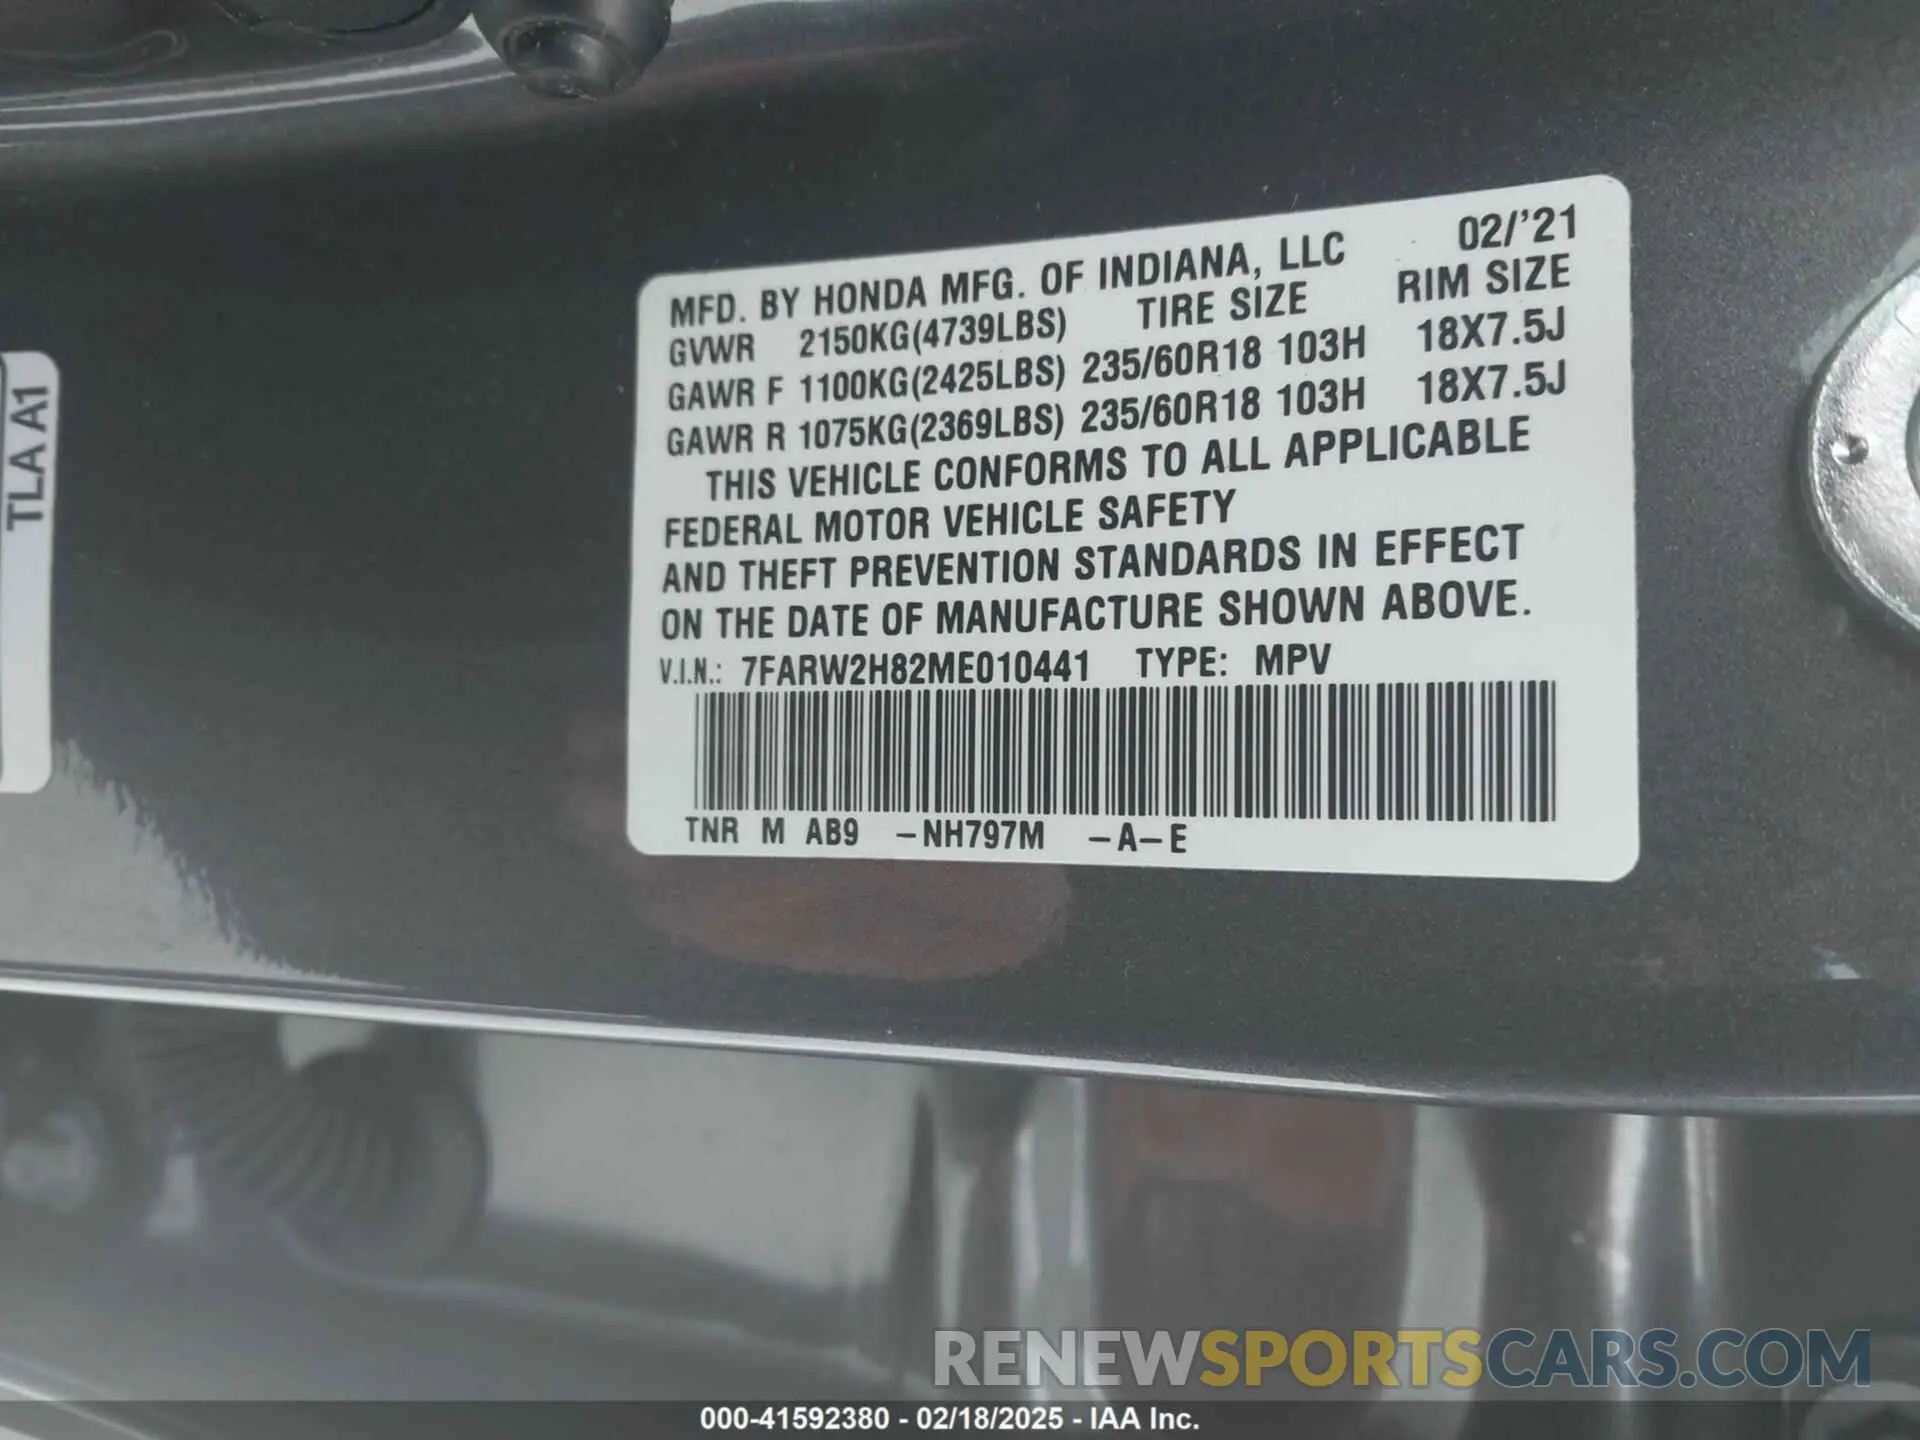 TLA A1
MFD. BY HONDA MFG. OF INDIANA, LLC 02/'21
GVWR 2150KG(4739LBS) TIRE SIZE RIM SIZE
GAWR F 1100KG(2425LBS) 235/60R18 103H 18X7.5J
GAWR R 1075KG(2369LBS) 235/60R18 103H 18X7.5J
THIS VEHICLE CONFORMS TO ALL APPLICABLE
FEDERAL MOTOR VEHICLE SAFETY
AND THEFT PREVENTION STANDARDS IN EFFECT
ON THE DATE OF MANUFACTURE SHOWN ABOVE.
V.I.N.: 7FARW2H82ME010441 TYPE: MPV
TNR M AB9 -NH797M -A-E
RENEWSPORTSCARS.COM
000-41592380 - 02/18/2025 - IAA Inc.